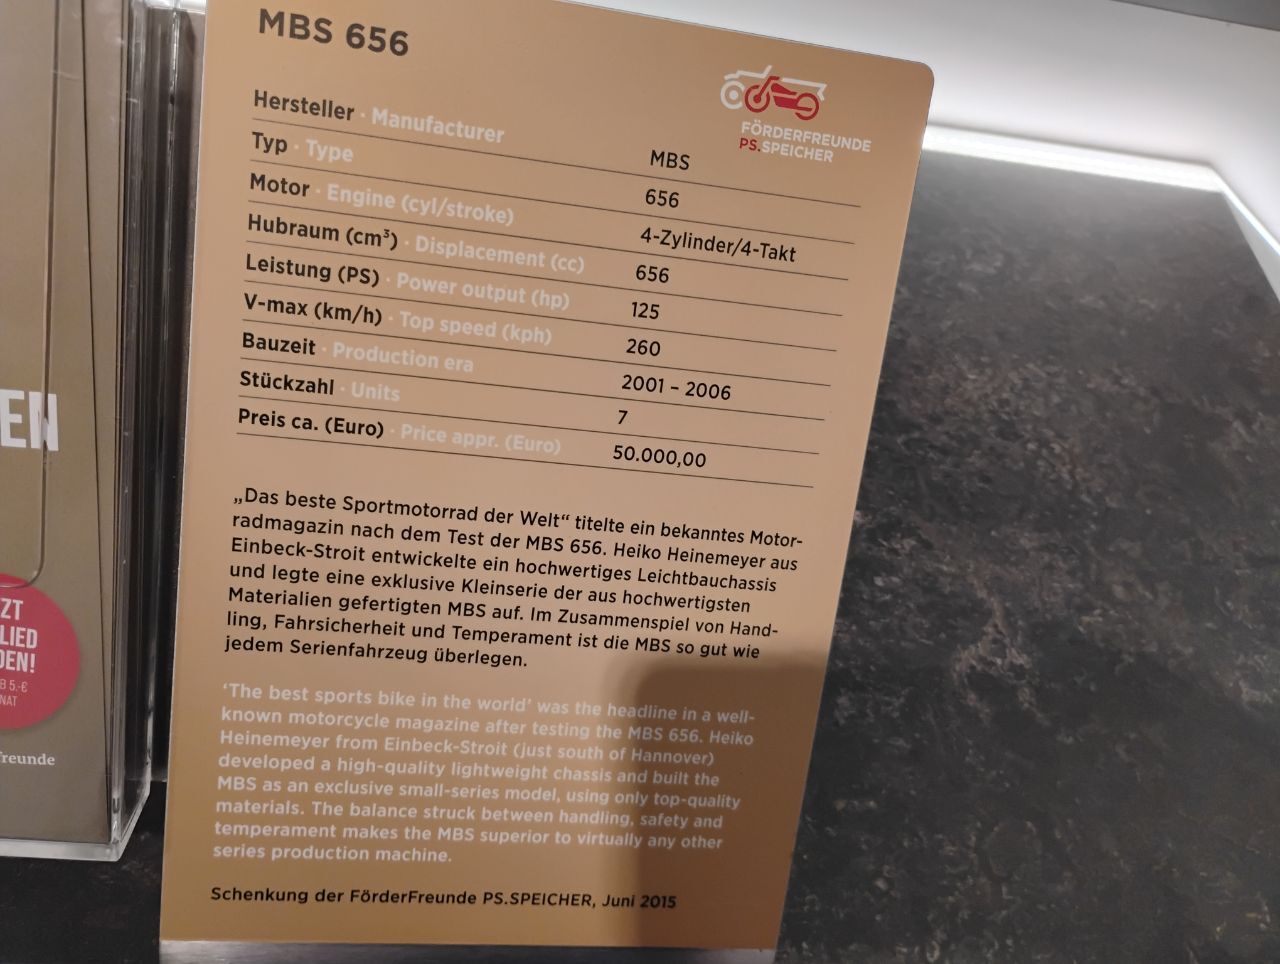 MBS 656
FÖRDERFREUNDE
PS.SPEICHER
Hersteller · Manufacturer MBS
Typ · Type 656
Motor · Engine (cyl/stroke) 4-Zylinder/4-Takt
Hubraum (cm³) · Displacement (cc) 656
Leistung (PS) · Power output (hp) 125
V-max (km/h) · Top speed (kph) 260
Bauzeit · Production era 2001 – 2006
Stückzahl · Units 7
Preis ca. (Euro) · Price appr. (Euro) 50.000,00
„Das beste Sportmotorrad der Welt“ titelte ein bekanntes Motor-
radmagazin nach dem Test der MBS 656. Heiko Heinemeyer aus
Einbeck-Stroit entwickelte ein hochwertiges Leichtbauchassis
und legte eine exklusive Kleinserie der aus hochwertigsten
Materialien gefertigten MBS auf. Im Zusammenspiel von Hand-
ling, Fahrsicherheit und Temperament ist die MBS so gut wie
jedem Serienfahrzeug überlegen.
‘The best sports bike in the world’ was the headline in a well-
known motorcycle magazine after testing the MBS 656. Heiko
Heinemeyer from Einbeck-Stroit (just south of Hannover)
developed a high-quality lightweight chassis and built the
MBS as an exclusive small-series model, using only top-quality
materials. The balance struck between handling, safety and
temperament makes the MBS superior to virtually any other
series production machine.
Schenkung der FörderFreunde PS.SPEICHER, Juni 2015
EN
ZT
LIED
DEN!
B 5,-€
NAT
freunde